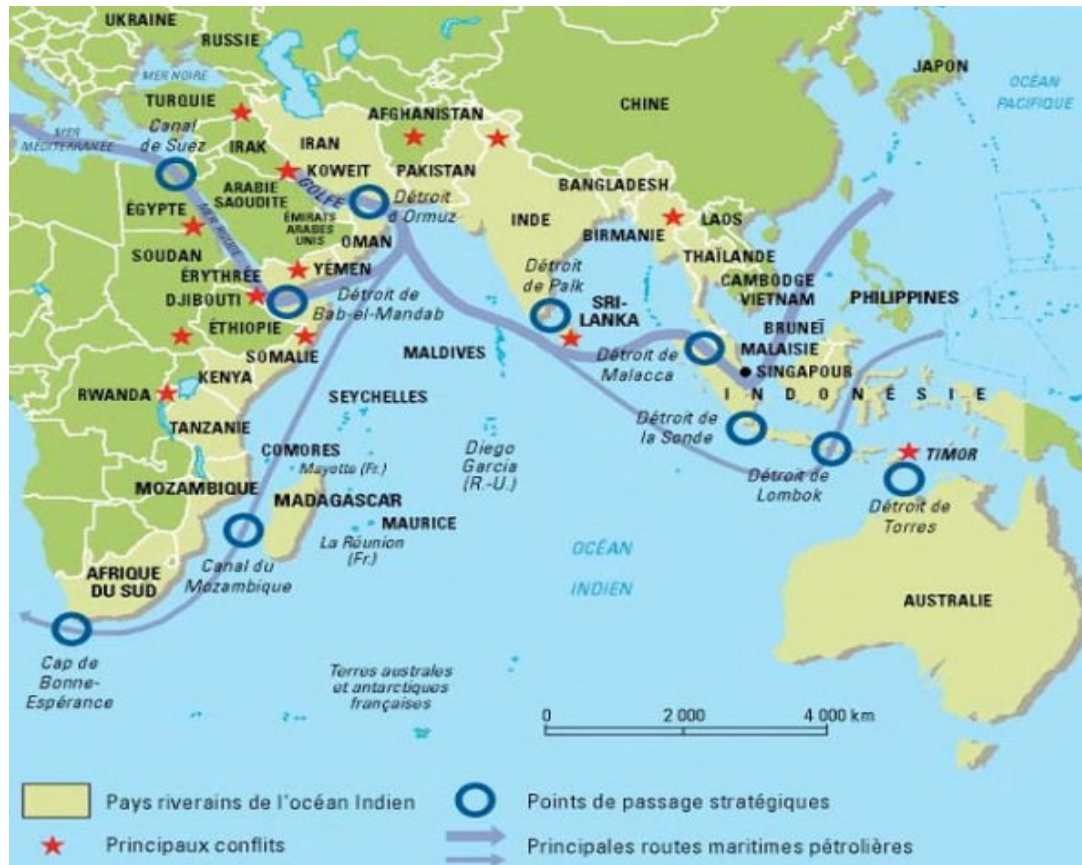 UKRAINE
RUSSIE
JAPON
OCÉAN
PACIFIQUE
MER NOIRE
TURQUIE
AFGHANISTAN
CHINE
Canal
de Suez
MER
MÉDITERRANÉE
IRAK
IRAN
KOWEIT
PAKISTAN
GOLFE
Détroit
d'Ormuz
BANGLADESH
ARABIE
SAOUDITE
ÉGYPTE
MER ROUGE
ÉMIRATS
ARABES
UNIS
OMAN
INDE
BIRMANIE
LAOS
SOUDAN
ÉRYTHRÉE
YÉMEN
THAÏLANDE
DJIBOUTI
Détroit de
Bab-el-Mandab
Détroit
de Palk
SRI-
LANKA
CAMBODGE
VIETNAM
PHILIPPINES
ÉTHIOPIE
SOMALIE
MALDIVES
Détroit de
Malacca
BRUNEÏ
MALAISIE
SINGAPOUR
KENYA
RWANDA
SEYCHELLES
INDONÉSIE
TANZANIE
Détroit de
la Sonde
COMORES
Mayotte (Fr.)
Diego
Garcia
(R.-U.)
TIMOR
Détroit de
Lombok
Détroit de
Torres
MOZAMBIQUE
MADAGASCAR
MAURICE
La Réunion
(Fr.)
Canal du
Mozambique
OCÉAN
INDIEN
AFRIQUE
DU SUD
AUSTRALIE
Cap de
Bonne-
Espérance
Terres australes
et antarctiques
françaises
0 2 000 4 000 km
Pays riverains de l'océan Indien
Points de passage stratégiques
Principaux conflits
Principales routes maritimes pétrolières